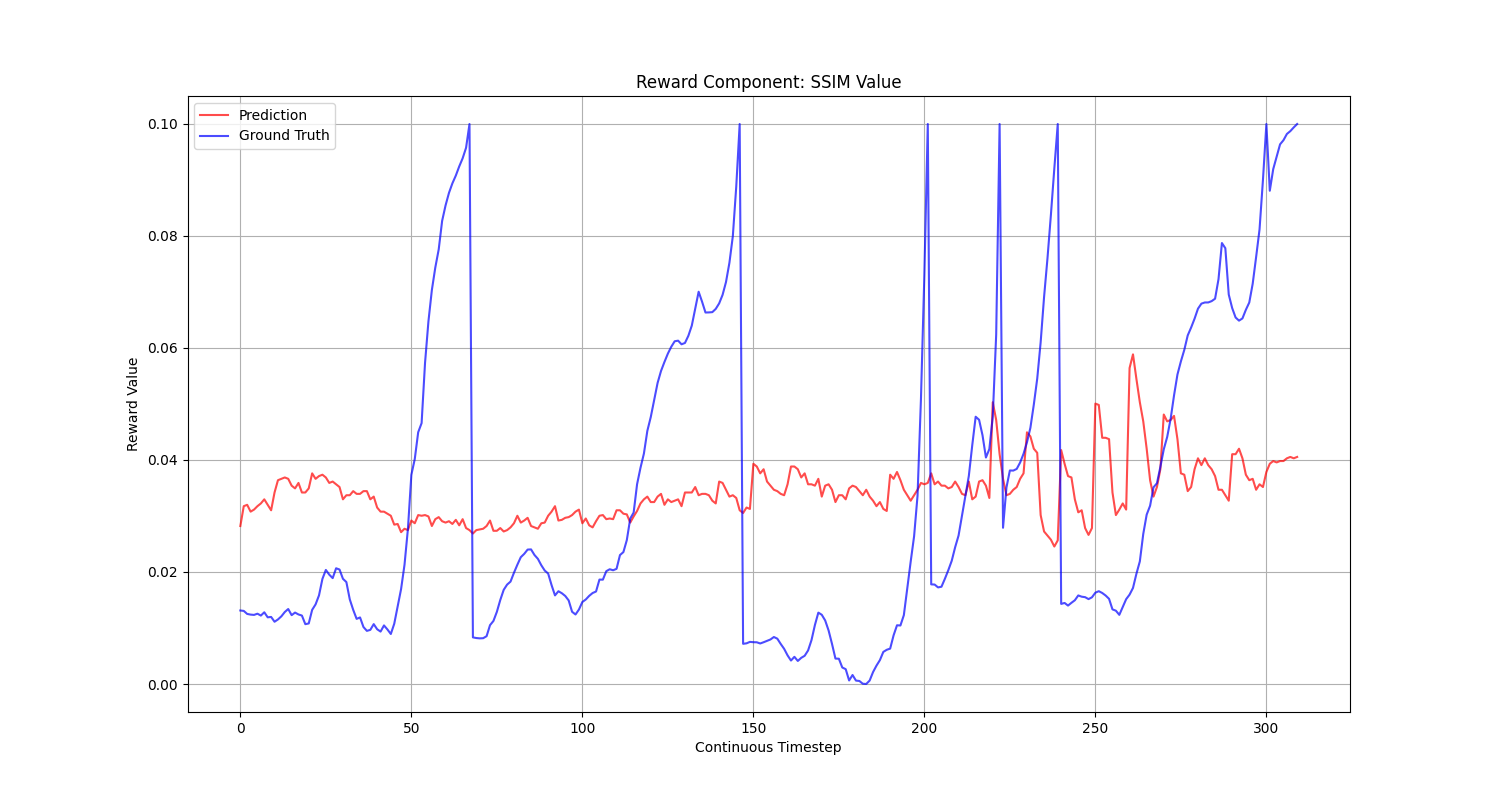 Reward Component: SSIM Value
Prediction
Ground Truth
Reward Value
0.10
0.08
0.06
0.04
0.02
0.00
0 50 100 150 200 250 300
Continuous Timestep